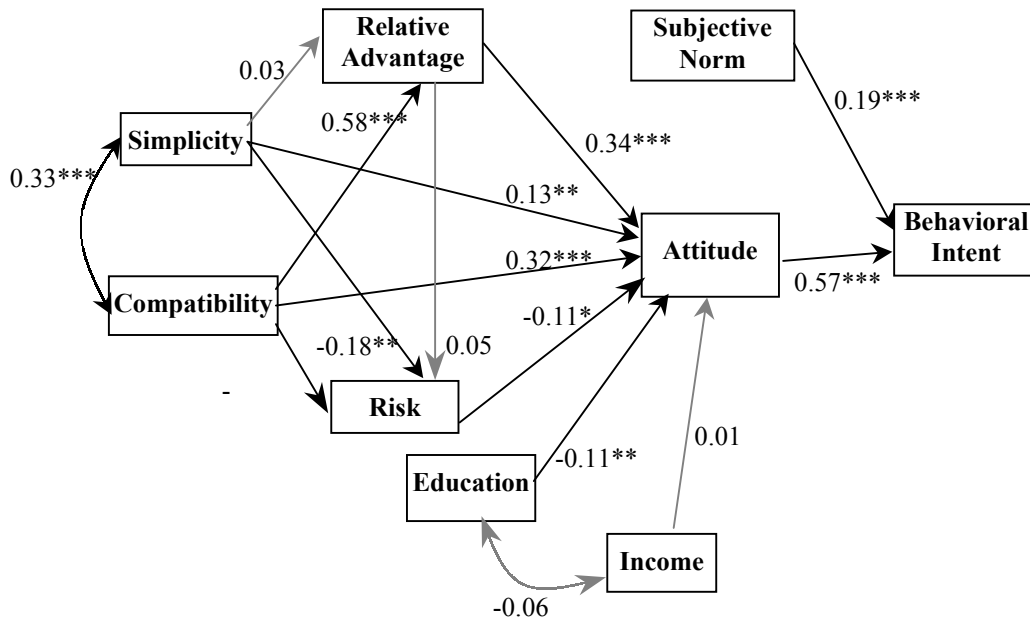 Relative
Advantage
Subjective
Norm
0.03
0.19***
0.58***
Simplicity
0.34***
0.33***
0.13**
Behavioral
Intent
Attitude
0.32***
0.57***
Compatibility
-0.11*
-0.18**
0.05
-
Risk
0.01
-0.11**
Education
Income
-0.06